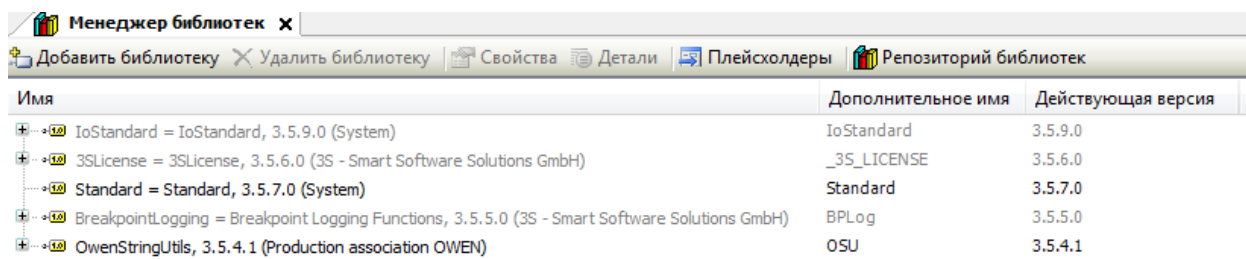 Менеджер библиотек x
Добавить библиотеку Удалить библиотеку Свойства Детали Плейсхолдеры Репозиторий библиотек
Имя Дополнительное имя Действующая версия
IoStandard = IoStandard, 3.5.9.0 (System) IoStandard 3.5.9.0
3SLicense = 3SLicense, 3.5.6.0 (3S - Smart Software Solutions GmbH) _3S_LICENSE 3.5.6.0
Standard = Standard, 3.5.7.0 (System) Standard 3.5.7.0
BreakpointLogging = Breakpoint Logging Functions, 3.5.5.0 (3S - Smart Software Solutions GmbH) BPLog 3.5.5.0
OwenStringUtils, 3.5.4.1 (Production association OWEN) OSU 3.5.4.1